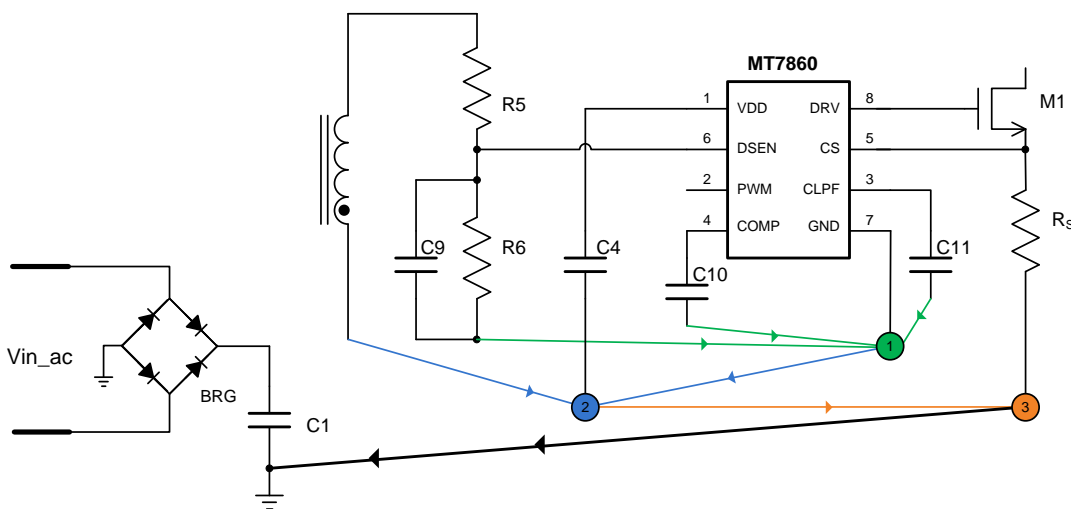 MT7860
R5
1
VDD
DRV
8
M1
6
DSEN
CS
5
2
PWM
CLPF
3
4
COMP
GND
7
R6
C9
C4
C10
C11
RS
Vin_ac
BRG
C1
1
2
3